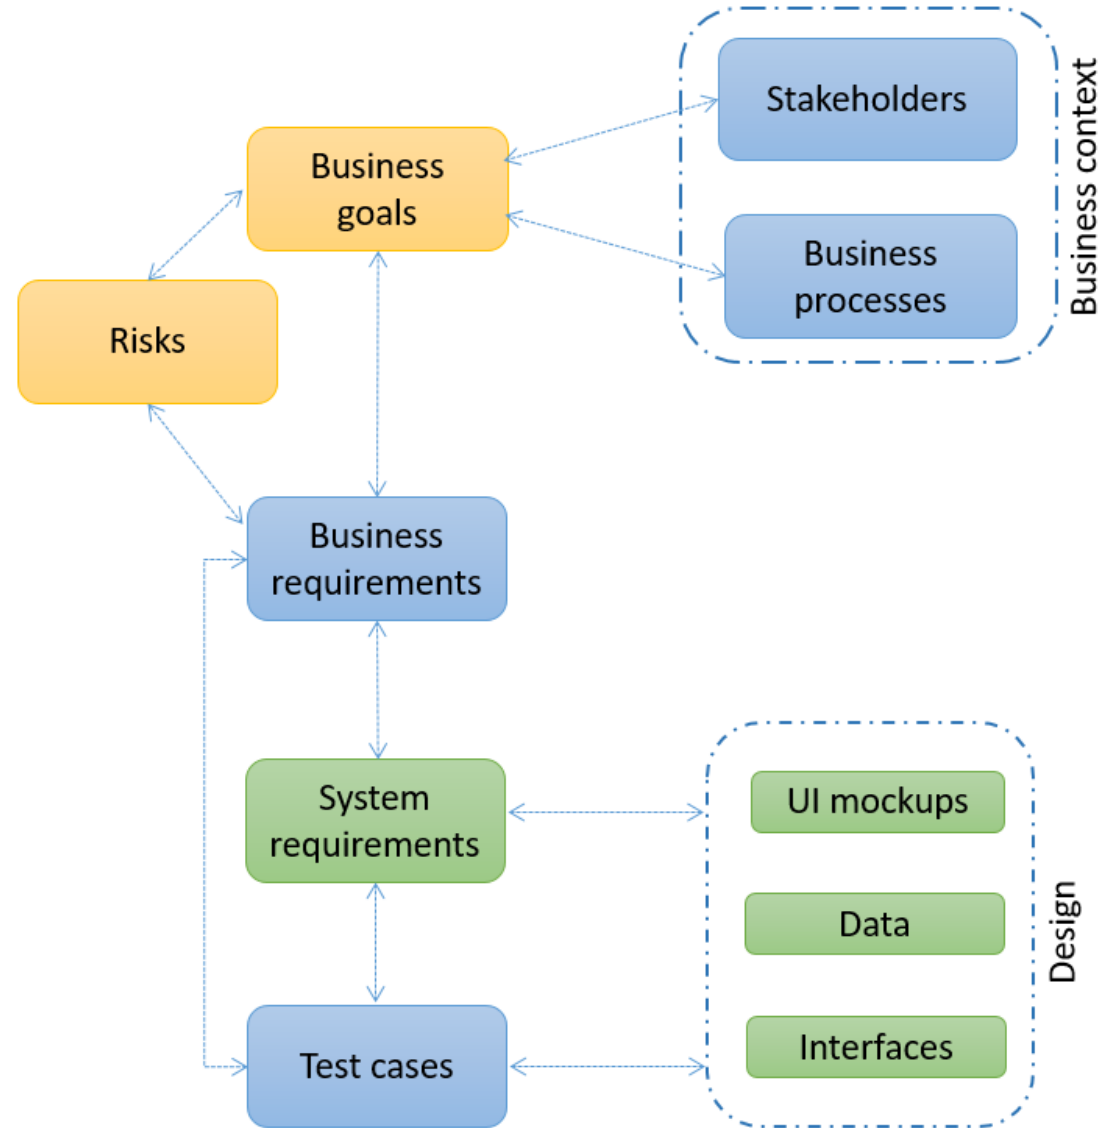 Stakeholders
Business context
Business
goals
Business
processes
Risks
Business
requirements
System
requirements
UI mockups
Data
Design
Interfaces
Test cases